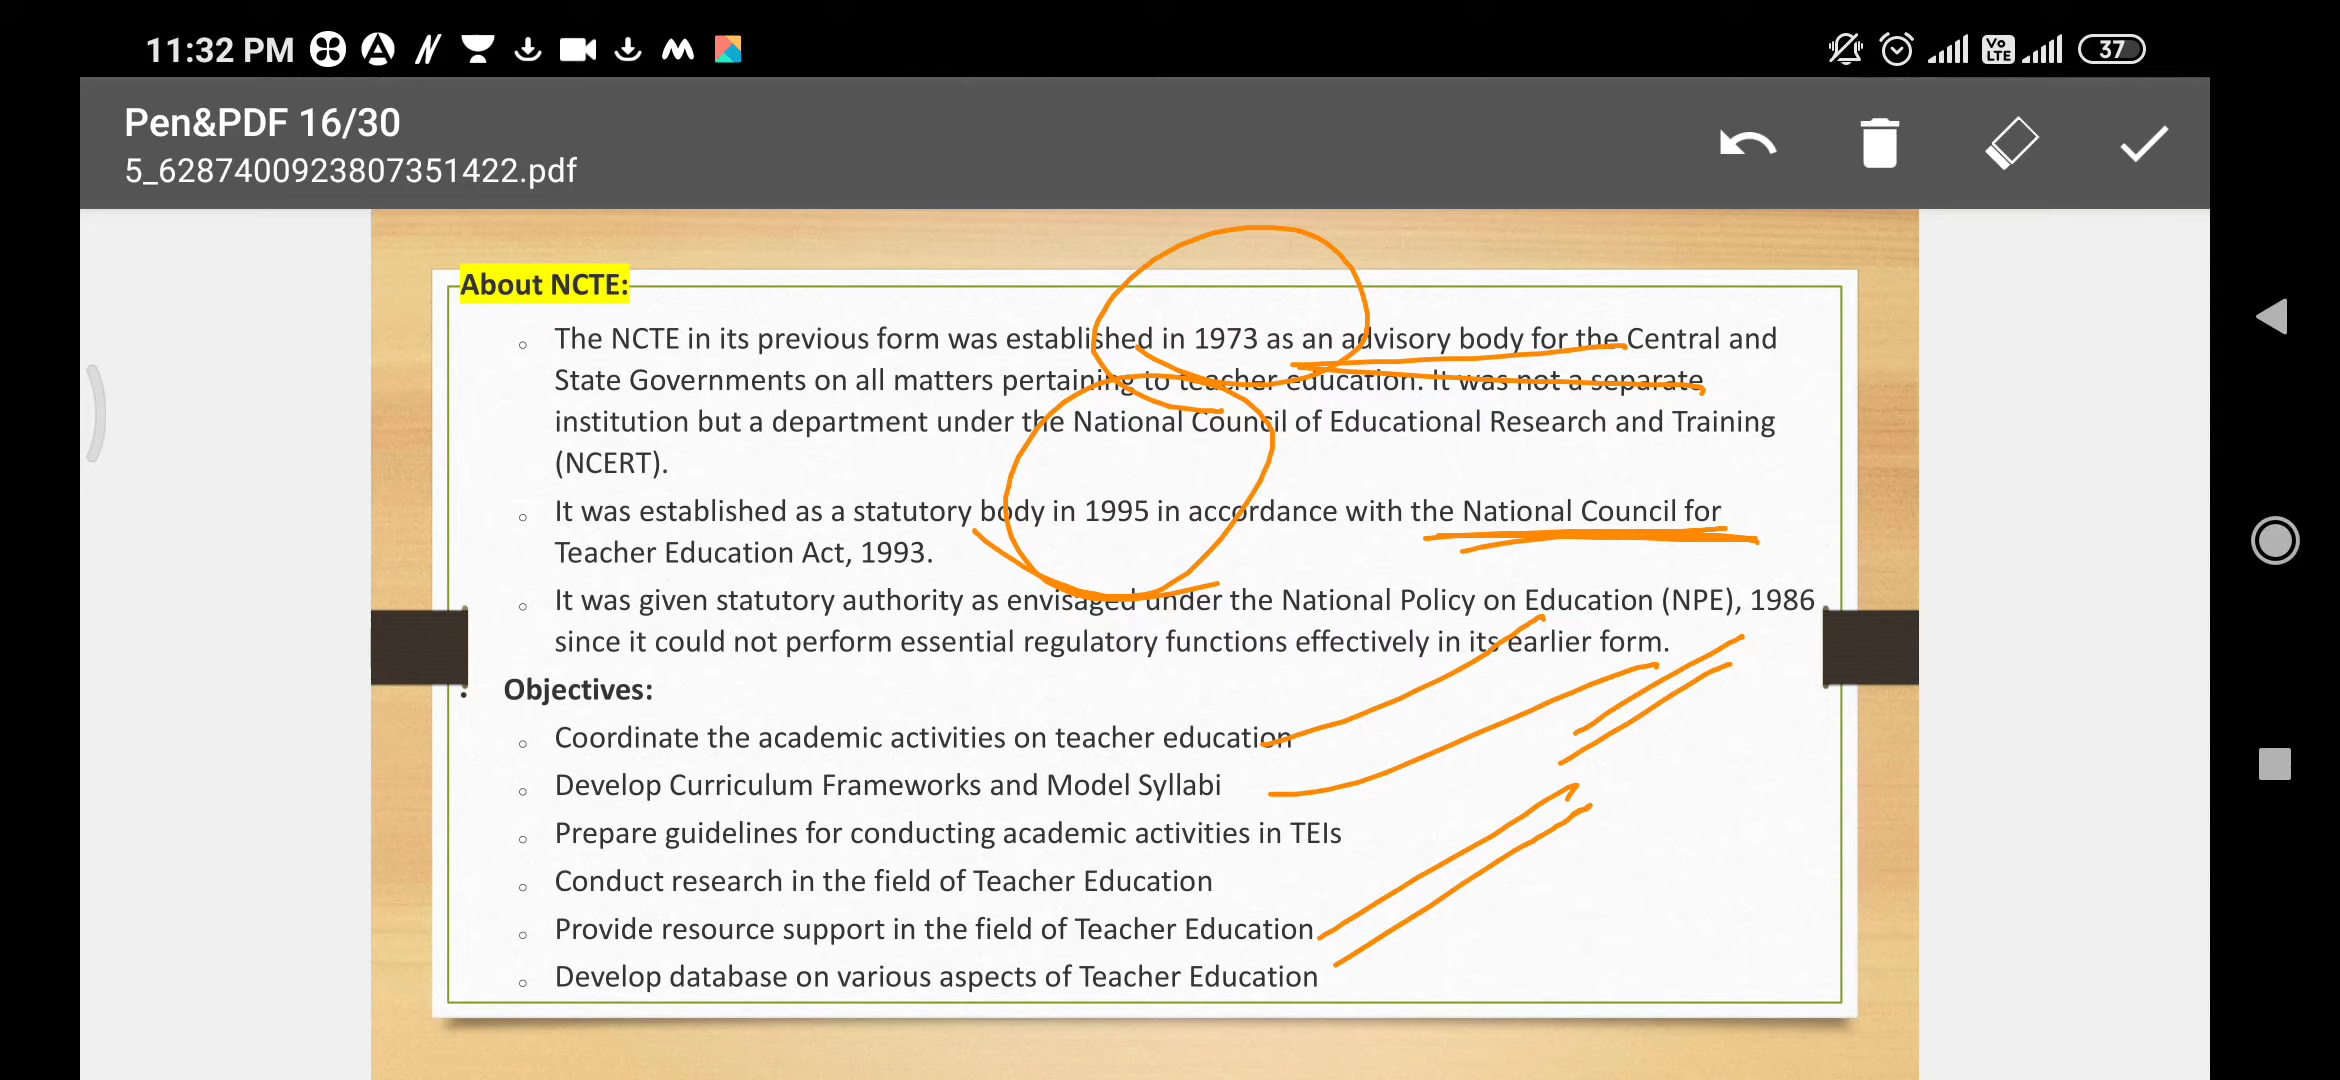 11:32 PM
Vo LTE
37
Pen&PDF 16/30
5_6287400923807351422.pdf
About NCTE:
The NCTE in its previous form was established in 1973 as an advisory body for the Central and
State Governments on all matters pertaining to teacher education. It was not a separate
institution but a department under the National Council of Educational Research and Training
(NCERT).
It was established as a statutory body in 1995 in accordance with the National Council for
Teacher Education Act, 1993.
It was given statutory authority as envisaged under the National Policy on Education (NPE), 1986
since it could not perform essential regulatory functions effectively in its earlier form.
Objectives:
Coordinate the academic activities on teacher education
Develop Curriculum Frameworks and Model Syllabi
Prepare guidelines for conducting academic activities in TEIs
Conduct research in the field of Teacher Education
Provide resource support in the field of Teacher Education
Develop database on various aspects of Teacher Education